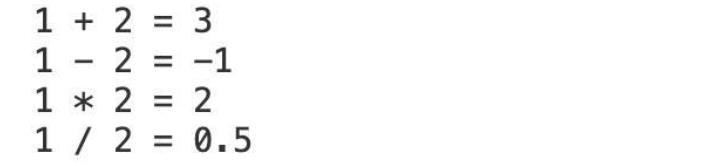 1 + 2 = 3
1 - 2 = -1
1 * 2 = 2
1 / 2 = 0.5